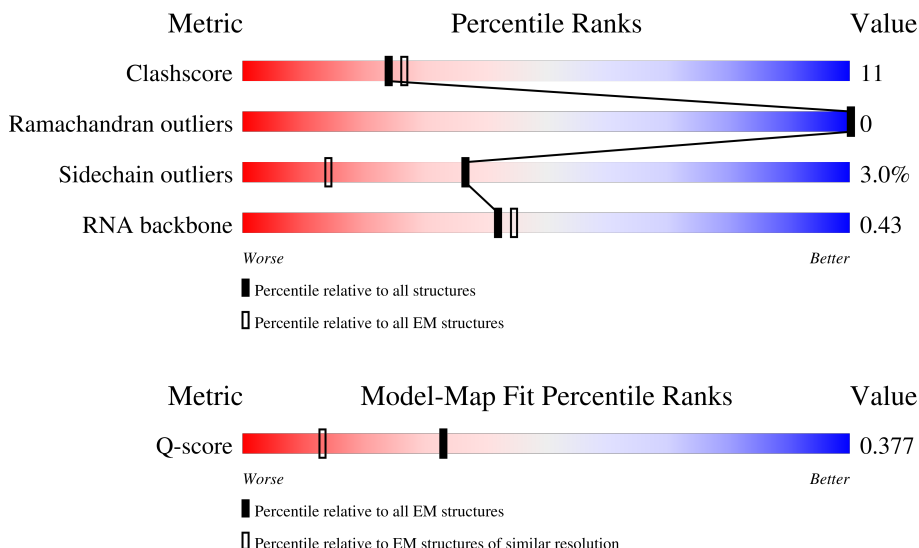 Metric Percentile Ranks Value
Clashscore 11
Ramachandran outliers 0
Sidechain outliers 3.0%
RNA backbone 0.43
Worse Better
Percentile relative to all structures
Percentile relative to all EM structures
Metric Model-Map Fit Percentile Ranks Value
Q-score 0.377
Worse Better
Percentile relative to all EM structures
Percentile relative to EM structures of similar resolution